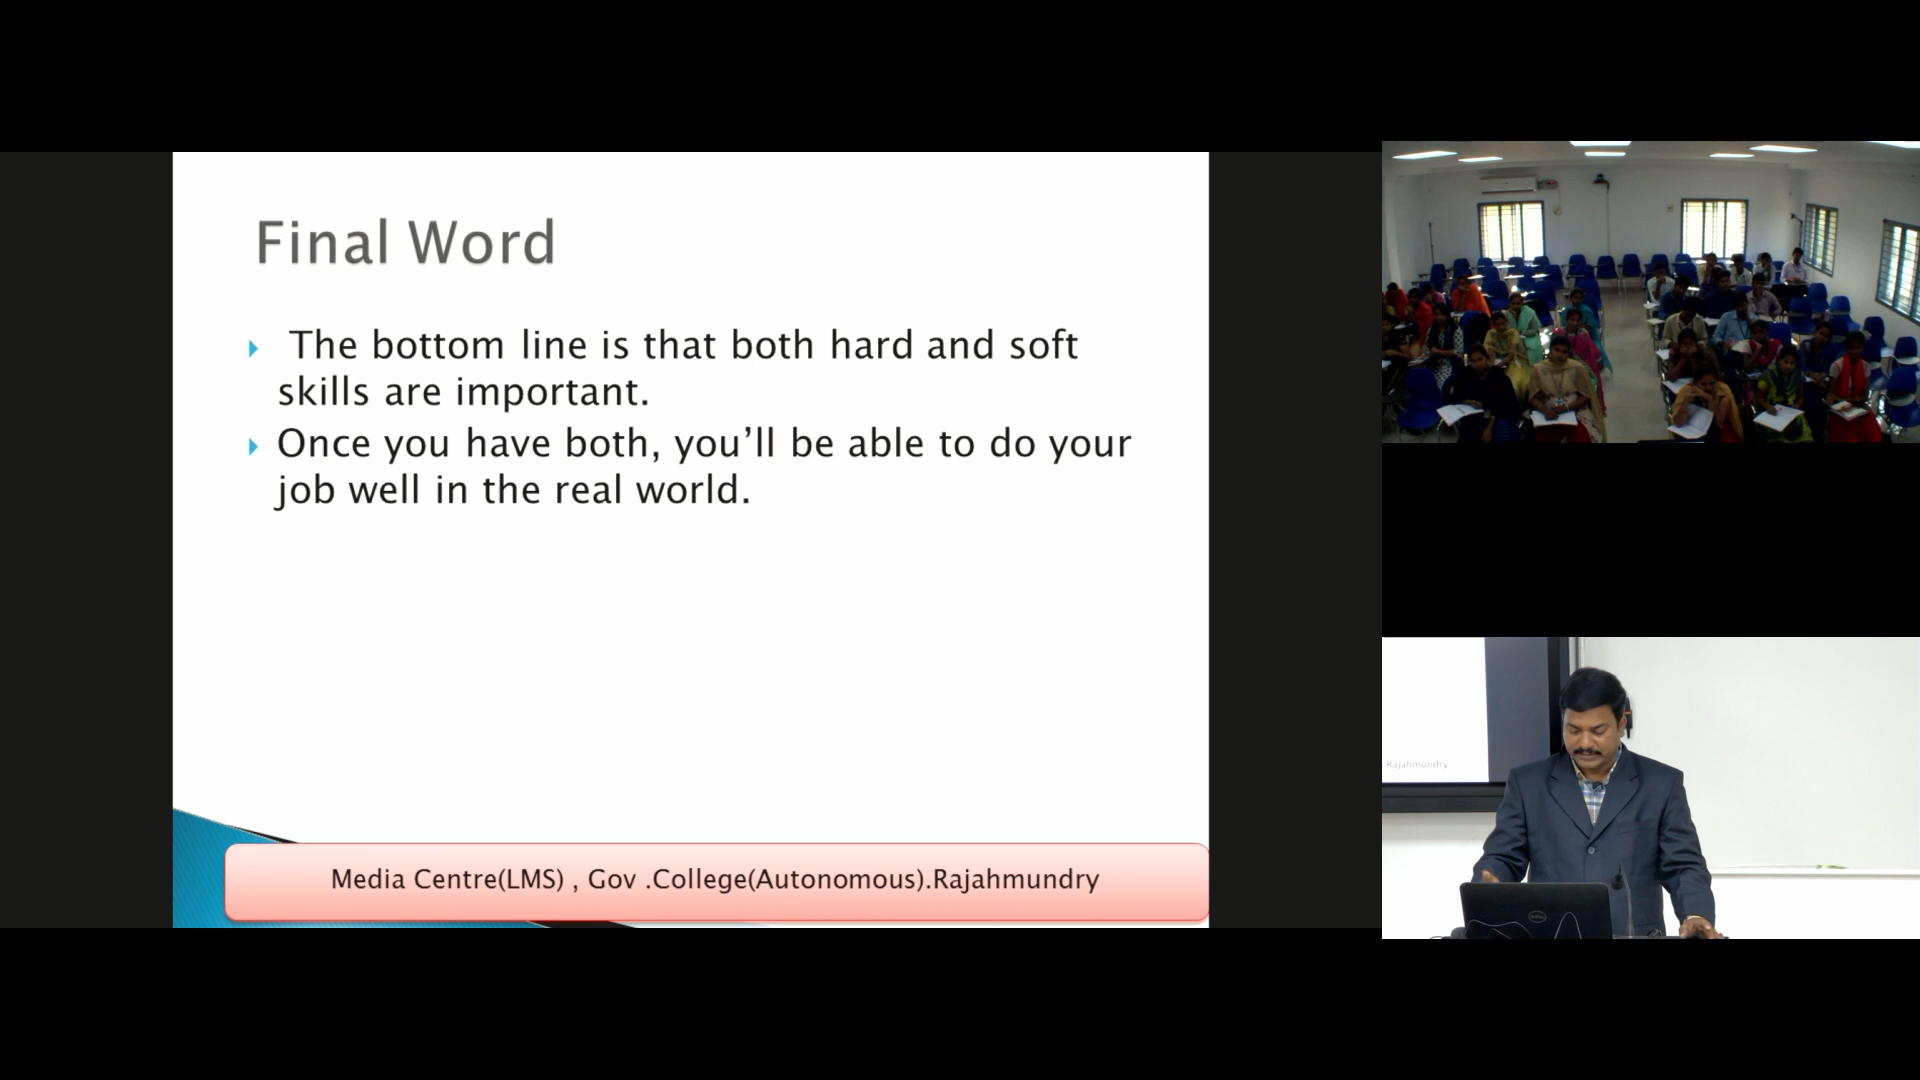 Final Word
The bottom line is that both hard and soft
skills are important.
Once you have both, you’ll be able to do your
job well in the real world.
Media Centre(LMS) , Gov .College(Autonomous).Rajahmundry
Rajahmundry
DELL